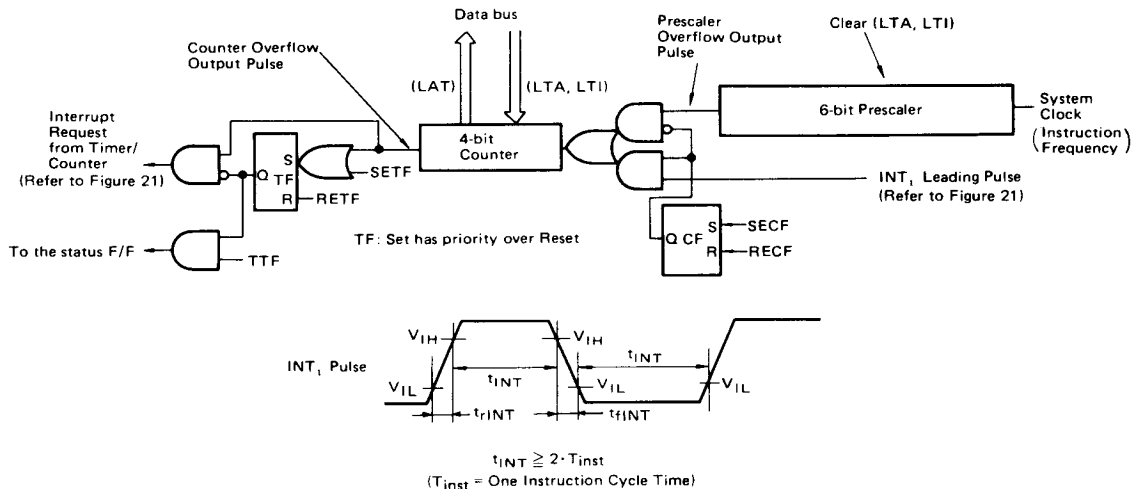 Data bus
Counter Overflow
Output Pulse
Prescaler
Overflow Output
Pulse
Clear (LTA, LTI)
(LAT)
(LTA, LTI)
6-bit Prescaler
System
Clock
(Instruction
Frequency)
Interrupt
Request
from Timer/
Counter
(Refer to Figure 21)
4-bit
Counter
S
Q TF
R
SETF
RETF
INT₁ Leading Pulse
(Refer to Figure 21)
To the status F/F
TTF
TF: Set has priority over Reset
Q CF
S
R
SECF
RECF
INT₁ Pulse
VIH
VIH
tINT
tINT
VIL
VIL
VIL
trINT
tfINT
tINT ≧ 2·Tinst
(Tinst = One Instruction Cycle Time)